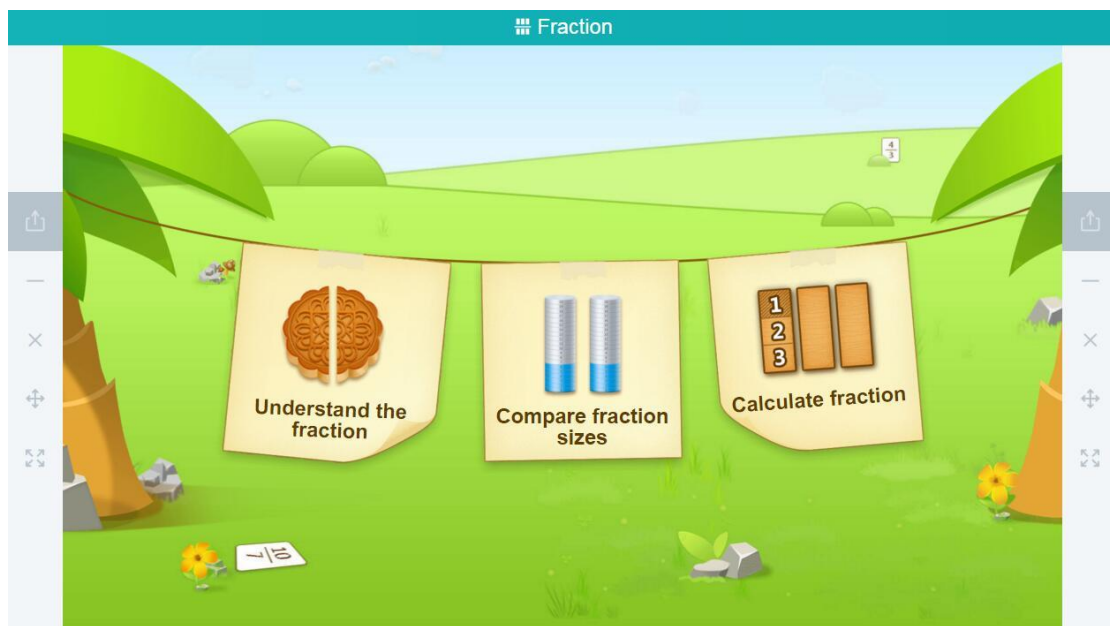 Fraction
4
3
Understand the
fraction
Compare fraction
sizes
1
2
3
Calculate fraction
10
7